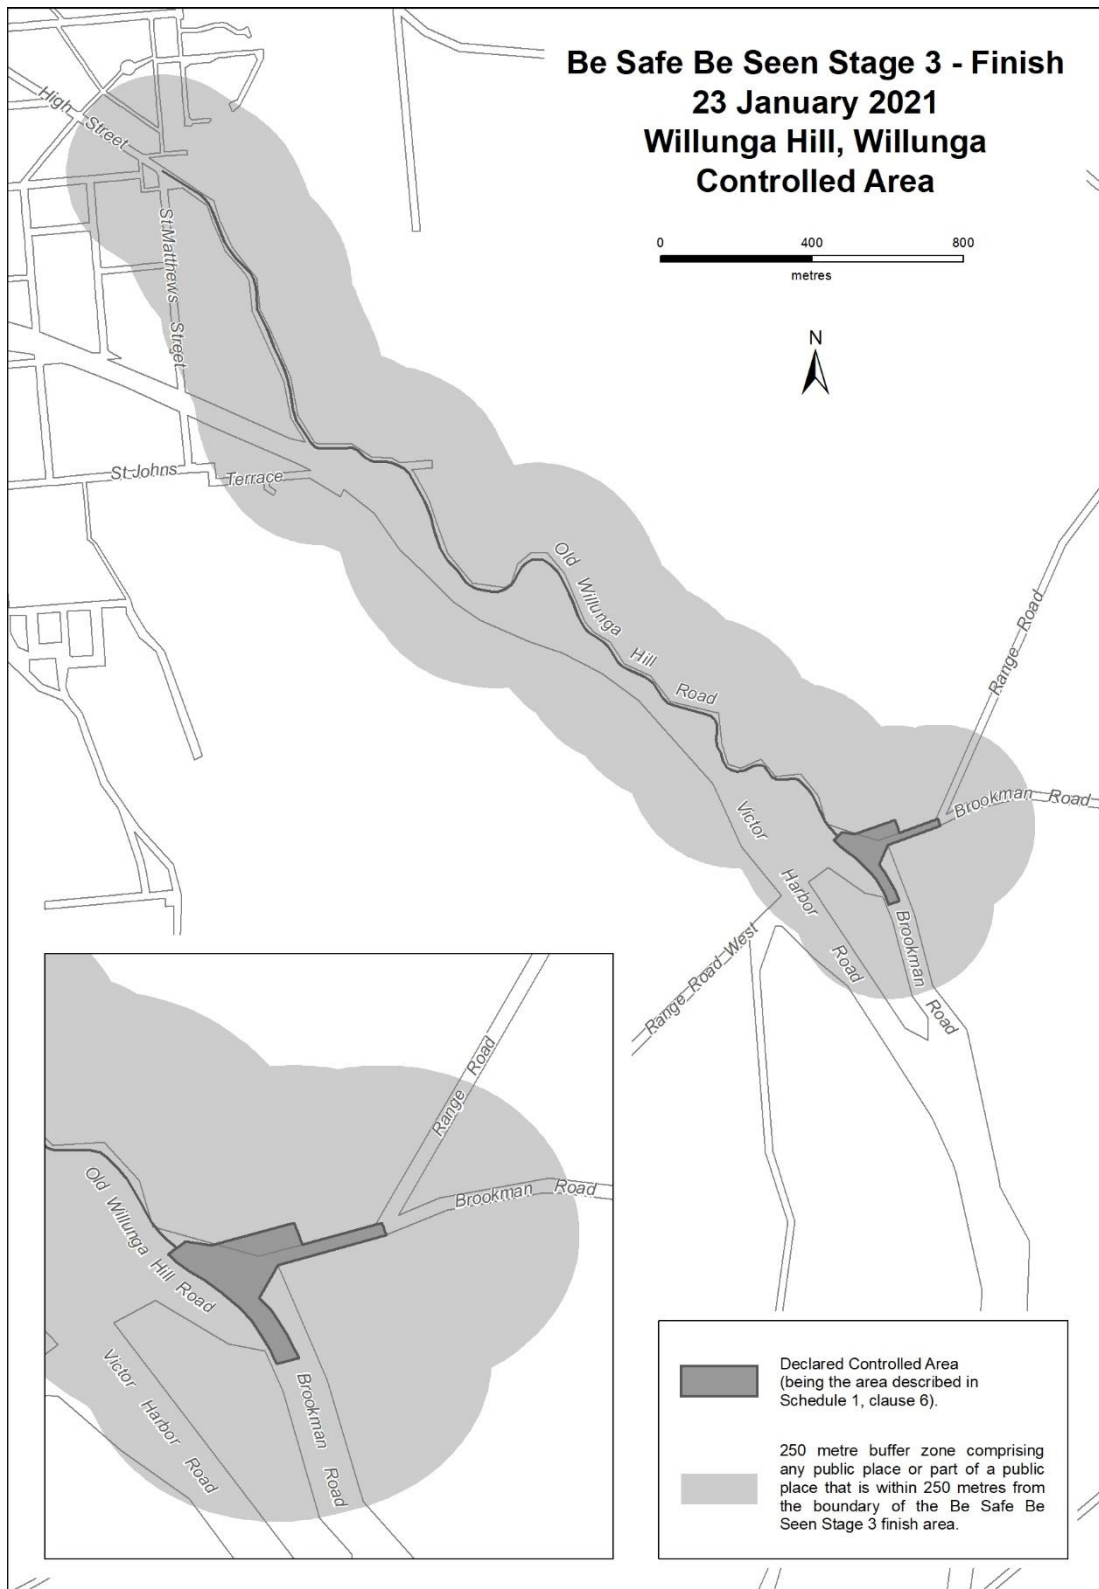 Be Safe Be Seen Stage 3 - Finish
23 January 2021
Willunga Hill, Willunga
Controlled Area
0 400 800
metres
N
High Street
St Matthews Street
St Johns Terrace
Old Willunga Hill Road
Range Road
Brookman Road
Victor Harbor Road
Brookman Road
Range Road West
Range Road
Brookman Road
Old Willunga Hill Road
Victor Harbor Road
Brookman Road
Declared Controlled Area
(being the area described in
Schedule 1, clause 6).
250 metre buffer zone comprising
any public place or part of a public
place that is within 250 metres from
the boundary of the Be Safe Be
Seen Stage 3 finish area.